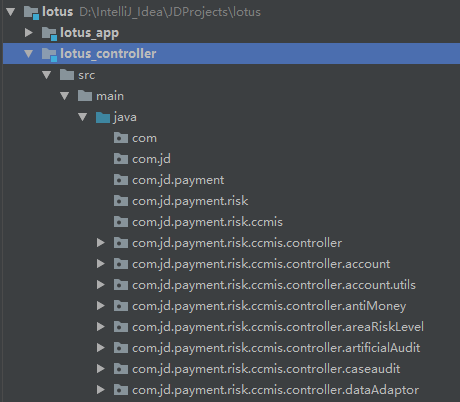 lotus D:\IntelliJ_Idea\JDProjects\lotus
lotus_app
lotus_controller
src
main
java
com
com.jd
com.jd.payment
com.jd.payment.risk
com.jd.payment.risk.ccmis
com.jd.payment.risk.ccmis.controller
com.jd.payment.risk.ccmis.controller.account
com.jd.payment.risk.ccmis.controller.account.utils
com.jd.payment.risk.ccmis.controller.antiMoney
com.jd.payment.risk.ccmis.controller.areaRiskLevel
com.jd.payment.risk.ccmis.controller.artificialAudit
com.jd.payment.risk.ccmis.controller.caseaudit
com.jd.payment.risk.ccmis.controller.dataAdaptor